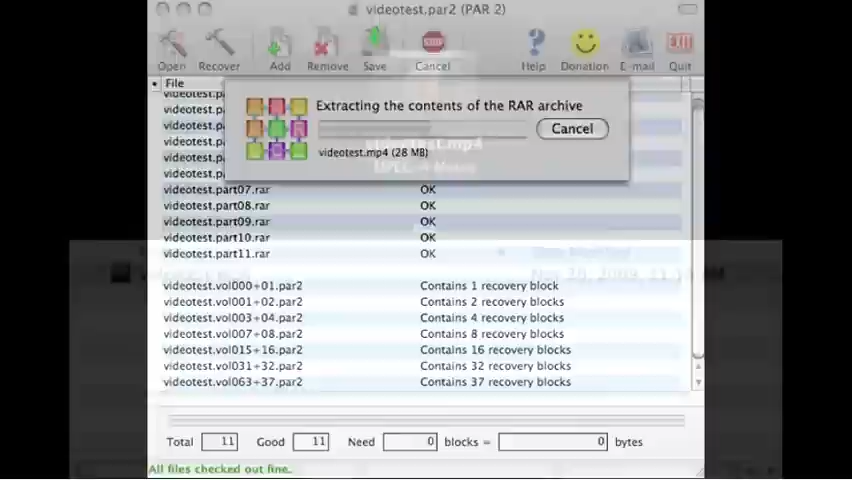 videotest.par2 (PAR 2)
Open Recover Add Remove Save Cancel Help Donation E-mail Quit
File
Extracting the contents of the RAR archive
Cancel
videotest.mp4 (28 MB)
videotest.part07.rar OK
videotest.part08.rar OK
videotest.part09.rar OK
videotest.part10.rar OK
videotest.part11.rar OK
videotest.vol000+01.par2 Contains 1 recovery block
videotest.vol001+02.par2 Contains 2 recovery blocks
videotest.vol003+04.par2 Contains 4 recovery blocks
videotest.vol007+08.par2 Contains 8 recovery blocks
videotest.vol015+16.par2 Contains 16 recovery blocks
videotest.vol031+32.par2 Contains 32 recovery blocks
videotest.vol063+37.par2 Contains 37 recovery blocks
Total 11 Good 11 Need 0 blocks = 0 bytes
All files checked out fine.